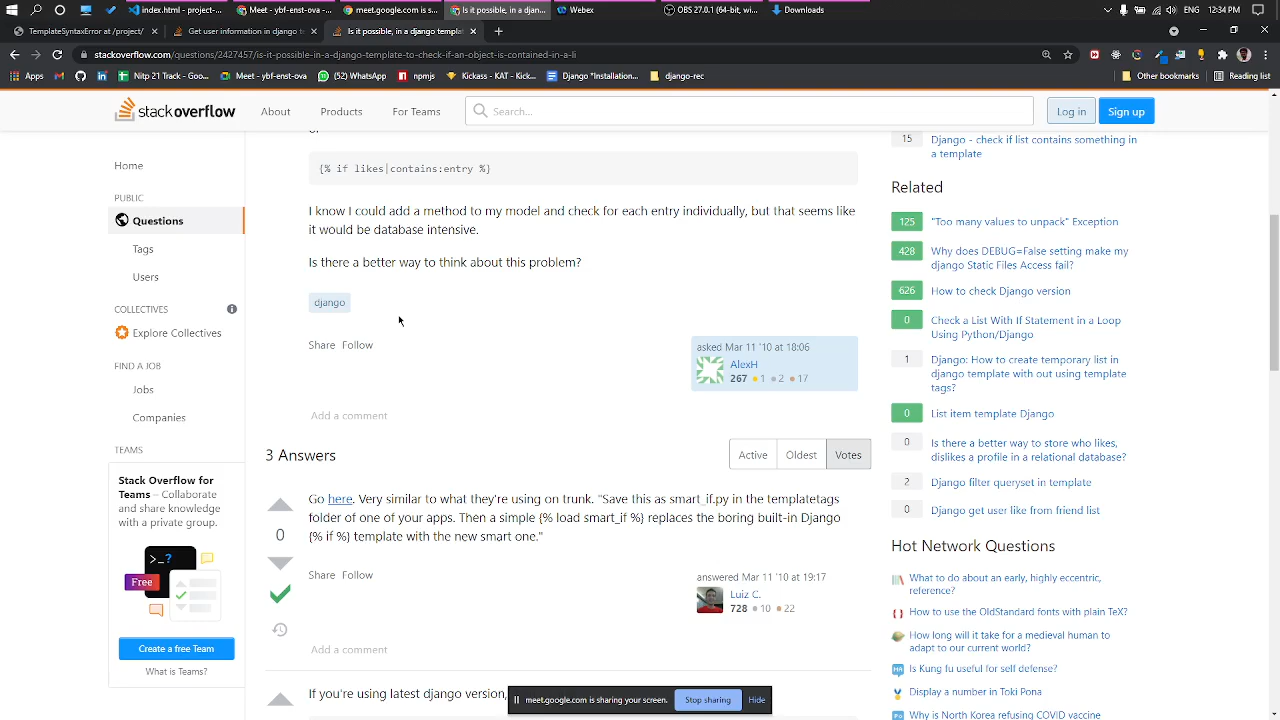 index.html - project...
Meet - ybf-enst-ova - ...
meet.google.com is s...
Is it possible, in a djan...
Webex
OBS 27.0.1 (64-bit, win...
Downloads
ENG 12:34 PM
TemplateSyntaxError at /project/
Get user information in django te
Is it possible, in a django templat
stackoverflow.com/questions/2427457/is-it-possible-in-a-django-template-to-check-if-an-object-is-contained-in-a-li
Apps
Nitp 21 Track - Goo...
Meet - ybf-enst-ova
(52) WhatsApp
npmjs
Kickass - KAT - Kick...
Django *Installation...
django-rec
Other bookmarks
Reading list
stackoverflow
About
Products
For Teams
Search...
Log in
Sign up
Home
PUBLIC
Questions
Tags
Users
COLLECTIVES
Explore Collectives
FIND A JOB
Jobs
Companies
TEAMS
Stack Overflow for
Teams – Collaborate
and share knowledge
with a private group.
>_?
Free
Create a free Team
What is Teams?
{% if likes|contains:entry %}
I know I could add a method to my model and check for each entry individually, but that seems like
it would be database intensive.
Is there a better way to think about this problem?
django
Share Follow
asked Mar 11 '10 at 18:06
AlexH
267 1 2 17
Add a comment
3 Answers
Active
Oldest
Votes
0
Go here. Very similar to what they're using on trunk. "Save this as smart_if.py in the templatetags
folder of one of your apps. Then a simple {% load smart_if %} replaces the boring built-in Django
{% if %} template with the new smart one."
Share Follow
answered Mar 11 '10 at 19:17
Luiz C.
728 10 22
Add a comment
If you're using latest django version,
meet.google.com is sharing your screen.
Stop sharing
Hide
15 Django - check if list contains something in
a template
Related
125 "Too many values to unpack" Exception
428 Why does DEBUG=False setting make my
django Static Files Access fail?
626 How to check Django version
0 Check a List With If Statement in a Loop
Using Python/Django
1 Django: How to create temporary list in
django template with out using template
tags?
0 List item template Django
0 Is there a better way to store who likes,
dislikes a profile in a relational database?
2 Django filter queryset in template
0 Django get user like from friend list
Hot Network Questions
What to do about an early, highly eccentric,
reference?
How to use the OldStandard fonts with plain TeX?
How long will it take for a medieval human to
adapt to our current world?
Is Kung fu useful for self defense?
Display a number in Toki Pona
Why is North Korea refusing COVID vaccine